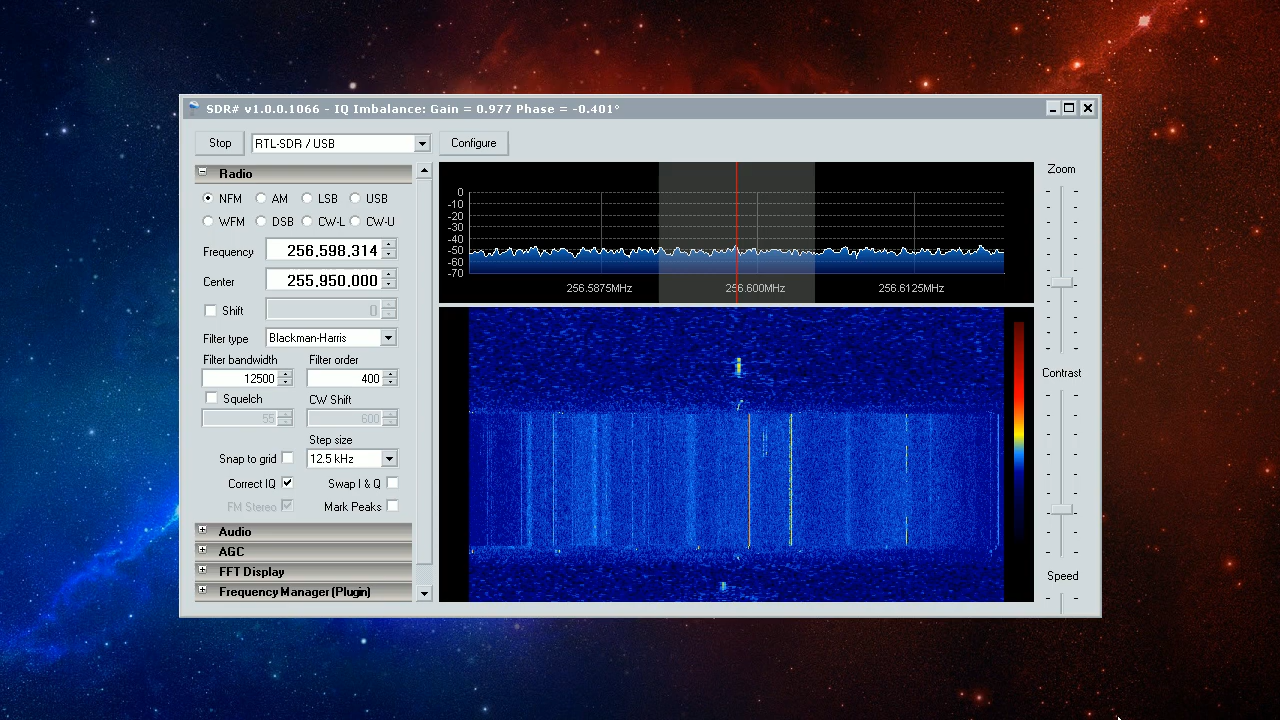 SDR# v1.0.0.1066 - IQ Imbalance: Gain = 0.977 Phase = -0.401°
Stop
RTL-SDR / USB
Configure
Radio
NFM AM LSB USB
WFM DSB CW-L CW-U
Frequency 256.598.314
Center 255.950.000
Shift 0
Filter type Blackman-Harris
Filter bandwidth Filter order
12500 400
Squelch CW Shift
55 600
Step size
Snap to grid 12.5 kHz
Correct IQ Swap I & Q
FM Stereo Mark Peaks
Audio
AGC
FFT Display
Frequency Manager (Plugin)
0
-10
-20
-30
-40
-50
-60
-70
256.5875MHz 256.600MHz 256.6125MHz
Zoom
Contrast
Speed